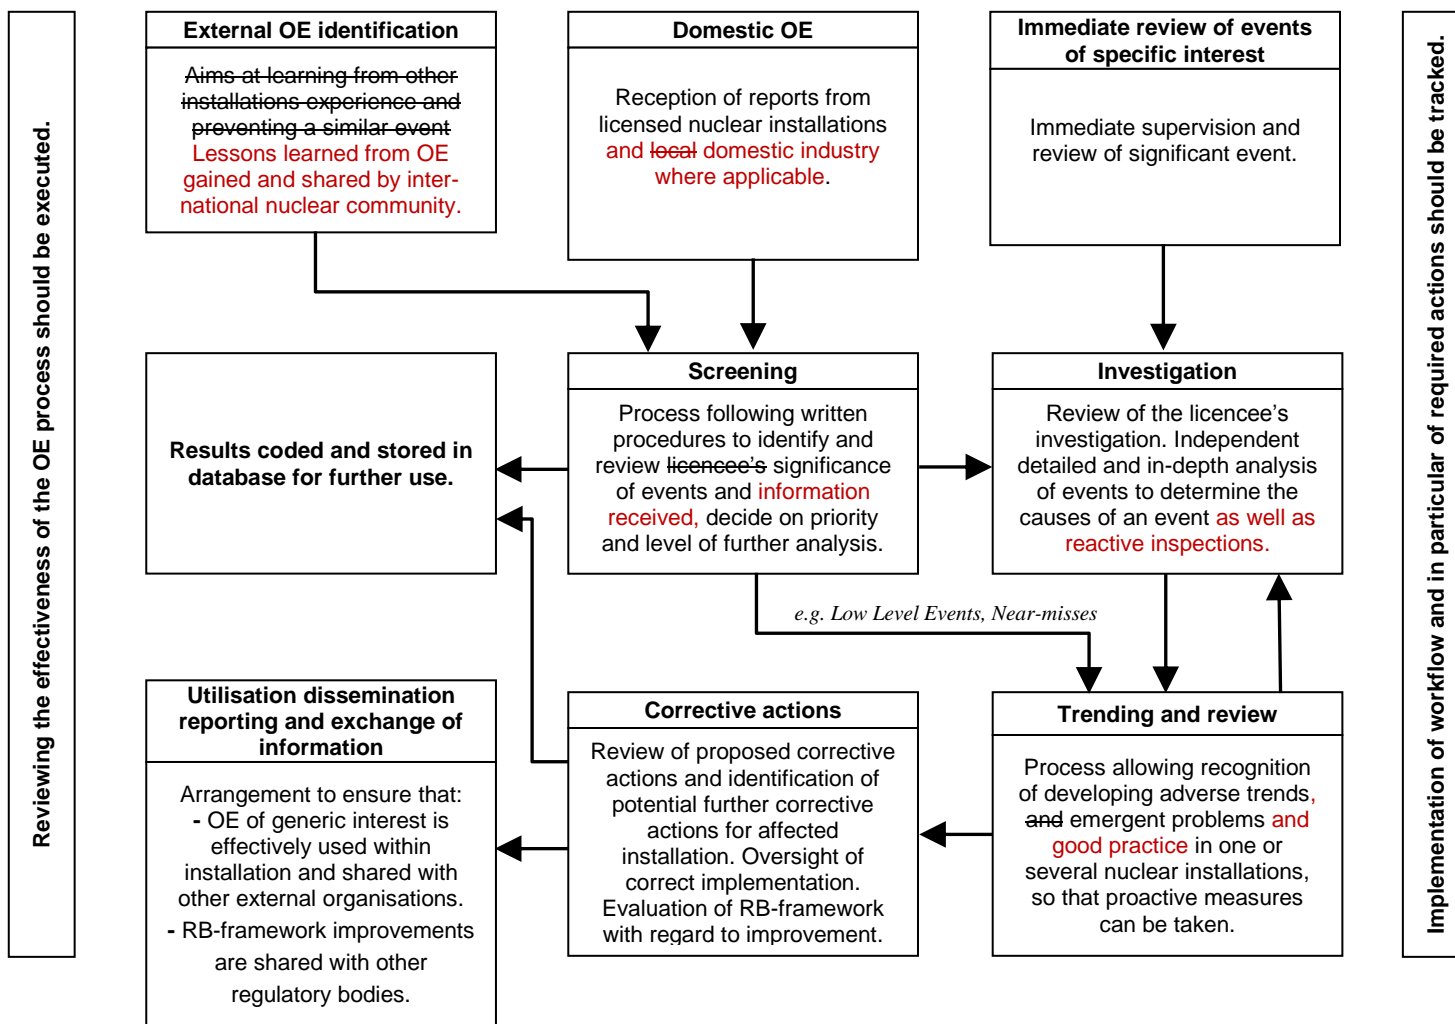 Reviewing the effectiveness of the OE process should be executed.
External OE identification
Aims at learning from other
installations experience and
preventing a similar event
Lessons learned from OE
gained and shared by inter-
national nuclear community.
Domestic OE
Reception of reports from
licensed nuclear installations
and local domestic industry
where applicable.
Immediate review of events
of specific interest
Immediate supervision and
review of significant event.
Results coded and stored in
database for further use.
Screening
Process following written
procedures to identify and
review licencee's significance
of events and information
received, decide on priority
and level of further analysis.
Investigation
Review of the licencee's
investigation. Independent
detailed and in-depth analysis
of events to determine the
causes of an event as well as
reactive inspections.
e.g. Low Level Events, Near-misses
Utilisation dissemination
reporting and exchange of
information
Arrangement to ensure that:
- OE of generic interest is
effectively used within
installation and shared with
other external organisations.
- RB-framework improvements
are shared with other
regulatory bodies.
Corrective actions
Review of proposed corrective
actions and identification of
potential further corrective
actions for affected
installation. Oversight of
correct implementation.
Evaluation of RB-framework
with regard to improvement.
Trending and review
Process allowing recognition
of developing adverse trends,
and emergent problems and
good practice in one or
several nuclear installations,
so that proactive measures
can be taken.
Implementation of workflow and in particular of required actions should be tracked.